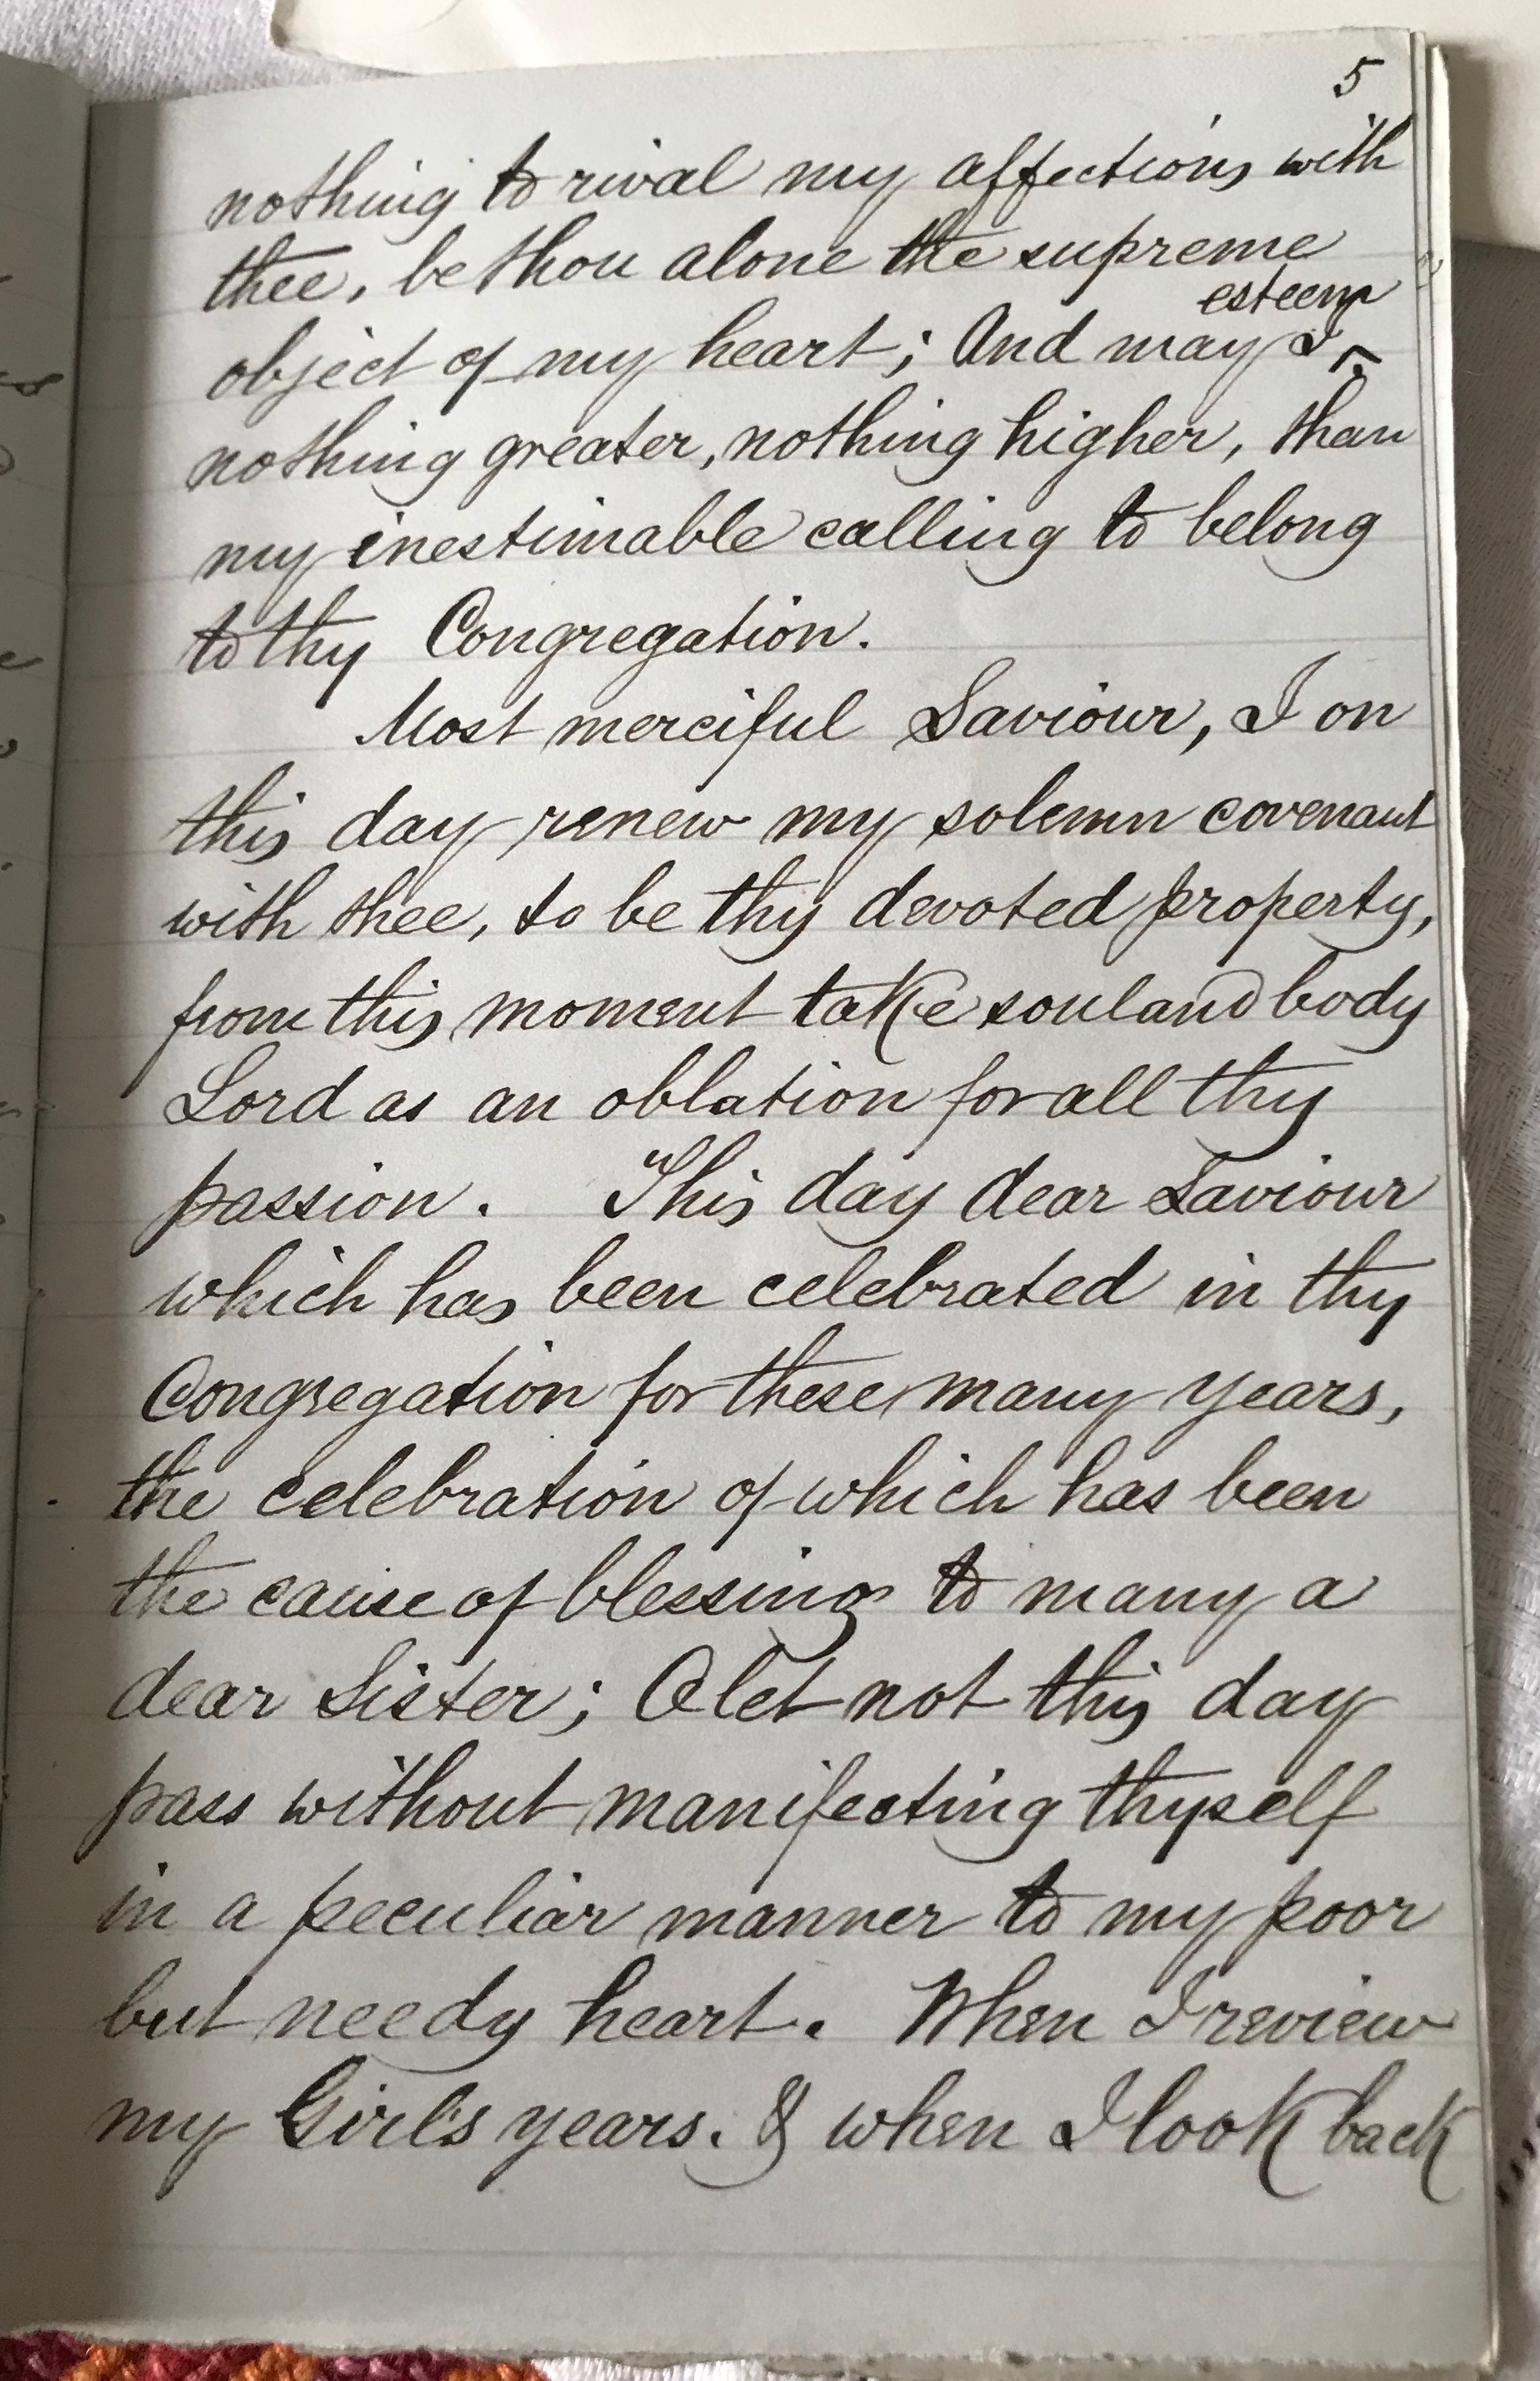 5
nothing to rival my affections with
thee, be thou alone the supreme
esteem
object of my heart; And may I ^
nothing greater, nothing higher, than
my inestimable calling to belong
to thy Congregation.
Most merciful Saviour, I on
this day renew my solemn covenant
with thee, to be thy devoted property,
from this moment take soul and body
Lord as an oblation for all thy
passion. This day dear Saviour
which has been celebrated in thy
Congregation for these many years,
the celebration of which has been
the cause of blessing to many a
dear Sister; O let not this day
pass without manifecting thyself
in a peculiar manner to my poor
but needy heart. When I review
my Girl's years. & when I look back